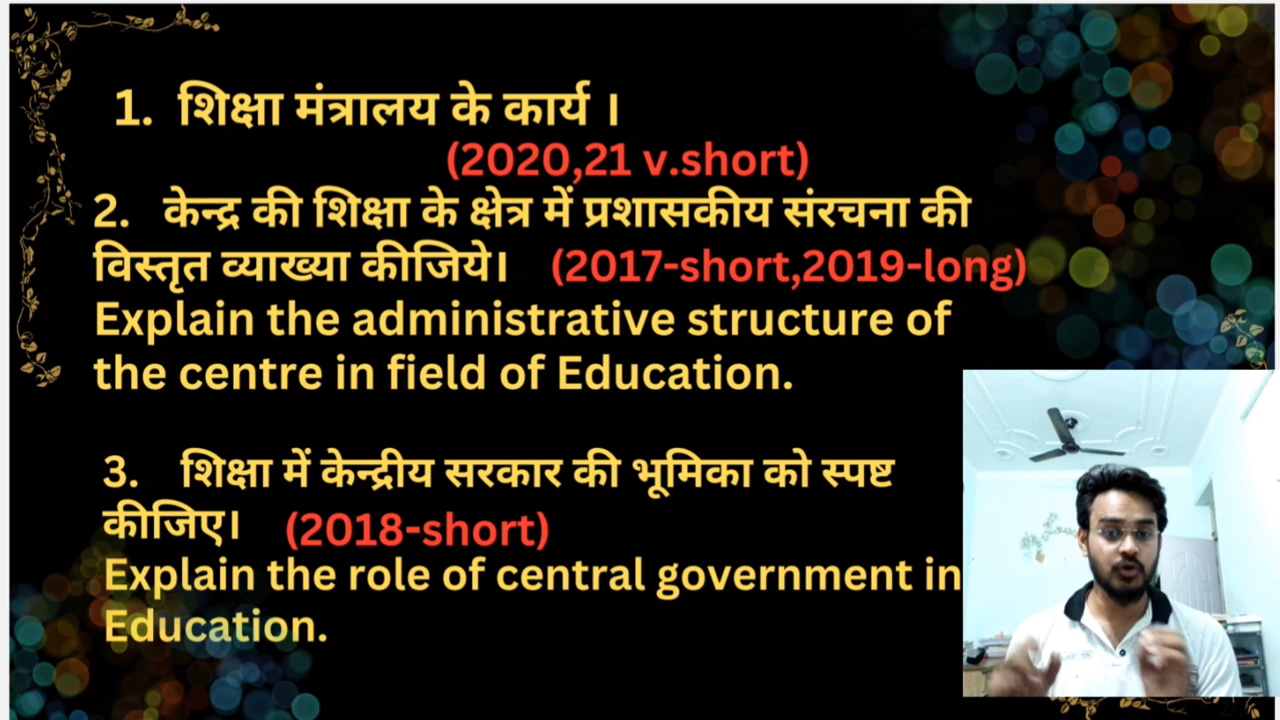 1. शिक्षा मंत्रालय के कार्य ।
(2020,21 v.short)
2. केन्द्र की शिक्षा के क्षेत्र में प्रशासकीय संरचना की
विस्तृत व्याख्या कीजिये। (2017-short,2019-long)
Explain the administrative structure of
the centre in field of Education.
3. शिक्षा में केन्द्रीय सरकार की भूमिका को स्पष्ट
कीजिए। (2018-short)
Explain the role of central government in
Education.